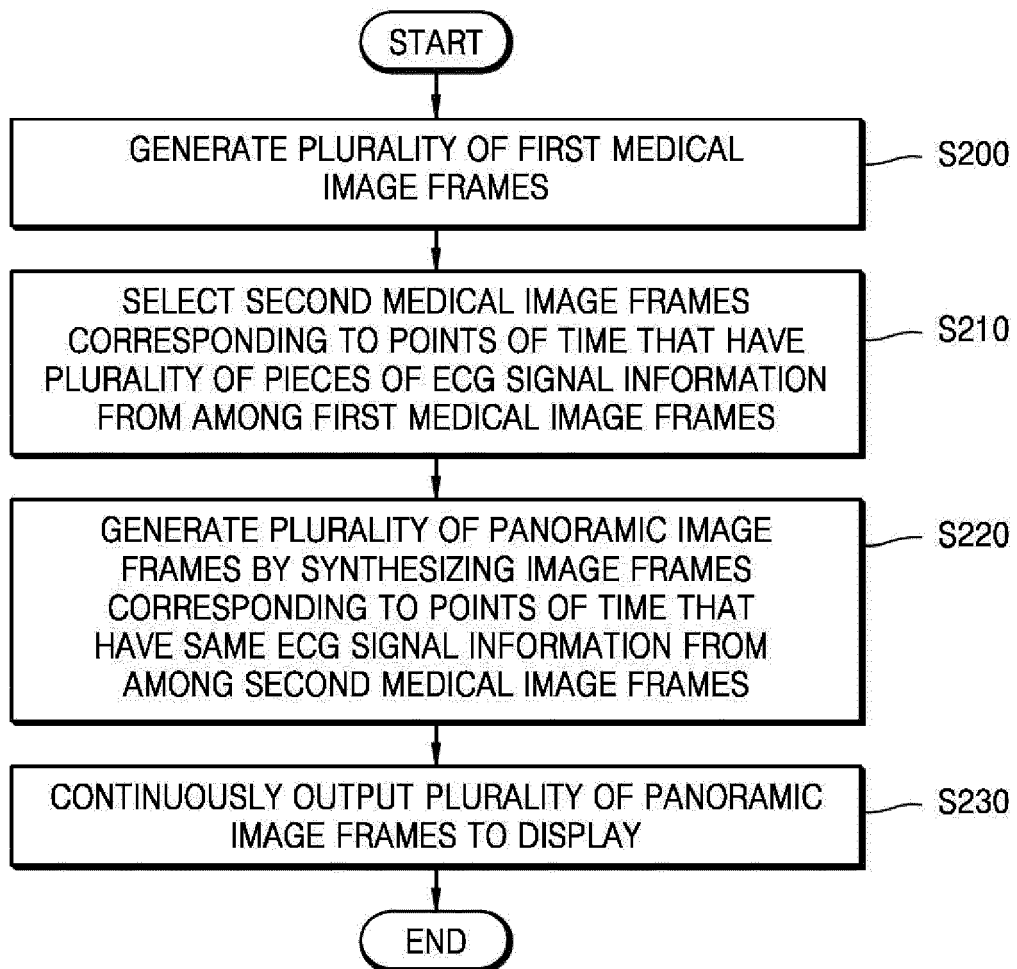 START
GENERATE PLURALITY OF FIRST MEDICAL
IMAGE FRAMES
S200
SELECT SECOND MEDICAL IMAGE FRAMES
CORRESPONDING TO POINTS OF TIME THAT HAVE
PLURALITY OF PIECES OF ECG SIGNAL INFORMATION
FROM AMONG FIRST MEDICAL IMAGE FRAMES
S210
GENERATE PLURALITY OF PANORAMIC IMAGE
FRAMES BY SYNTHESIZING IMAGE FRAMES
CORRESPONDING TO POINTS OF TIME THAT
HAVE SAME ECG SIGNAL INFORMATION FROM
AMONG SECOND MEDICAL IMAGE FRAMES
S220
CONTINUOUSLY OUTPUT PLURALITY OF PANORAMIC
IMAGE FRAMES TO DISPLAY
S230
END